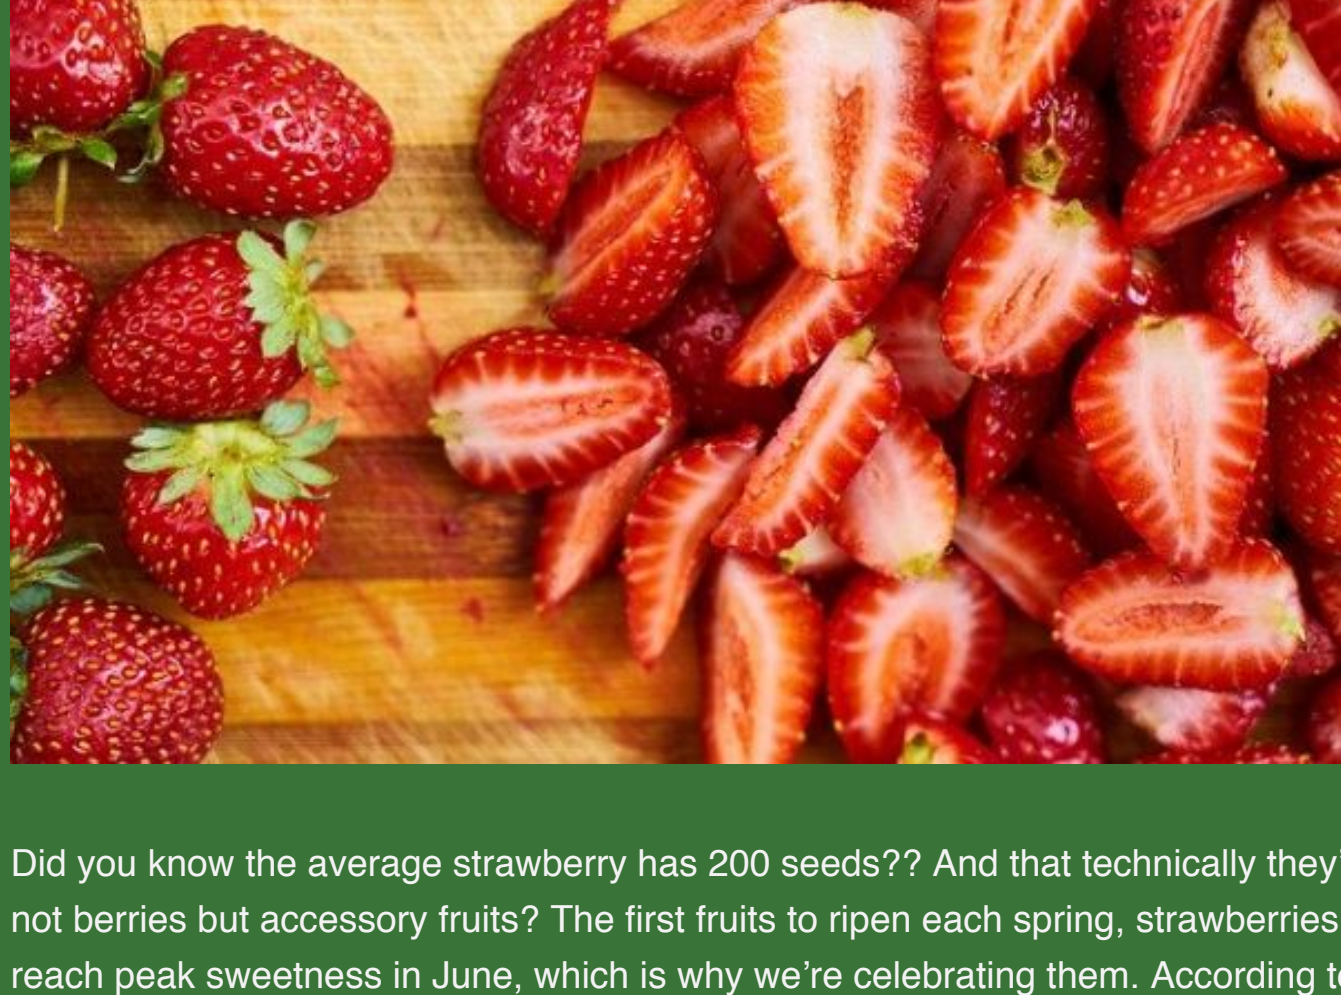 Did you know the average strawberry has 200 seeds?? And that technically they’
not berries but accessory fruits? The first fruits to ripen each spring, strawberries
reach peak sweetness in June, which is why we’re celebrating them. According